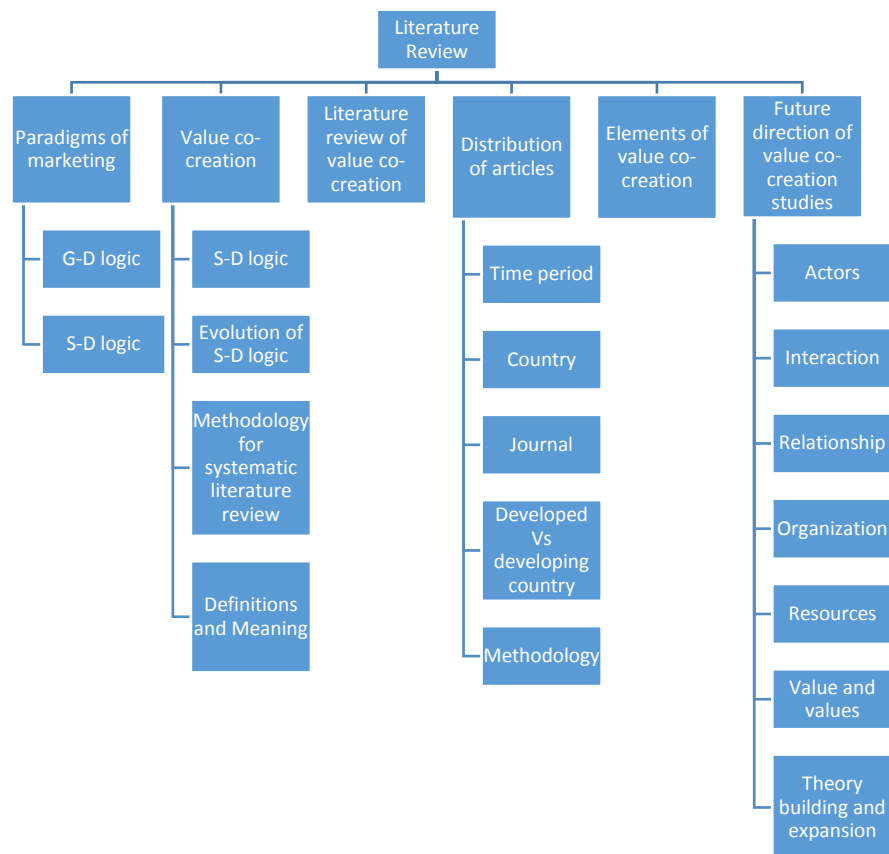 Literature
Review
Paradigms of
marketing
Value co-
creation
Literature
review of
value co-
creation
Distribution
of articles
Elements of
value co-
creation
Future
direction of
value co-
creation
studies
G-D logic
S-D logic
S-D logic
Evolution of
S-D logic
Methodology
for
systematic
literature
review
Definitions
and Meaning
Time period
Country
Journal
Developed
Vs
developing
country
Methodology
Actors
Interaction
Relationship
Organization
Resources
Value and
values
Theory
building and
expansion